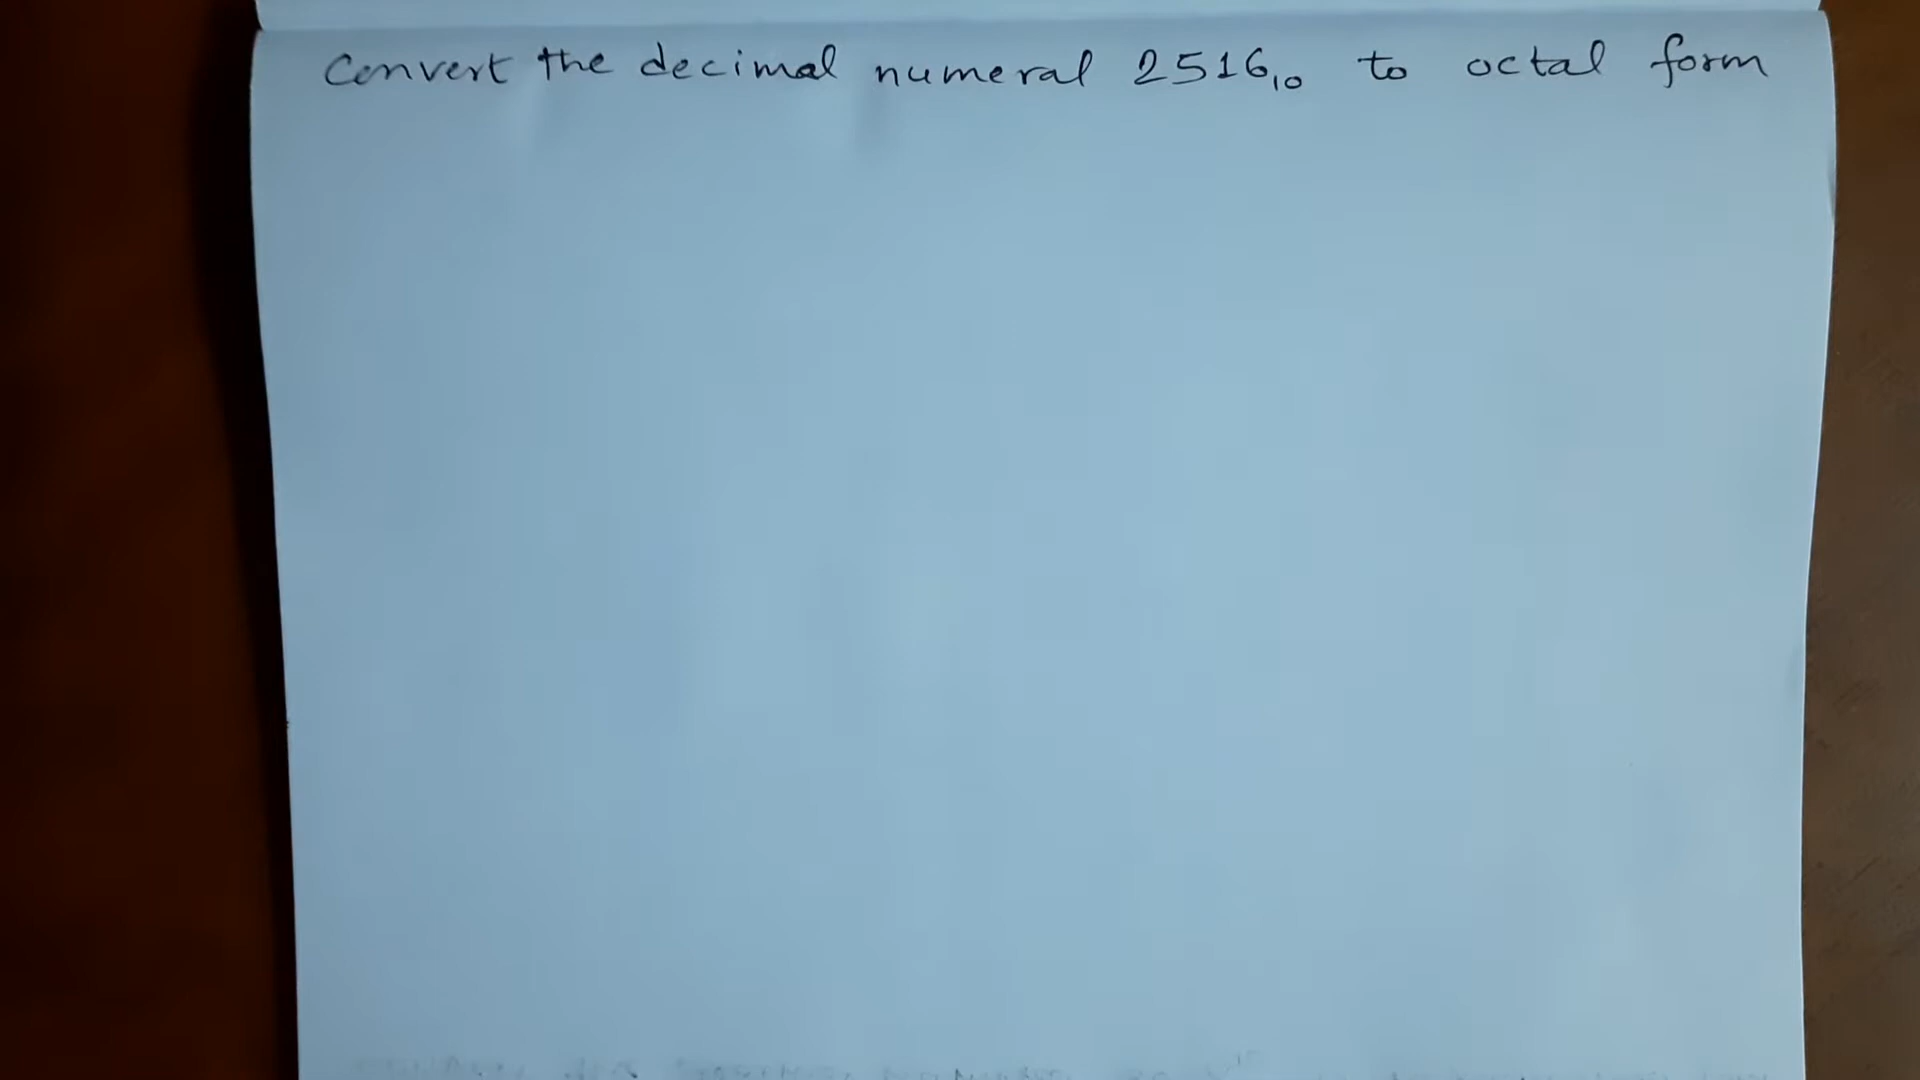 Convert the decimal numeral 2516₁₀ to octal form